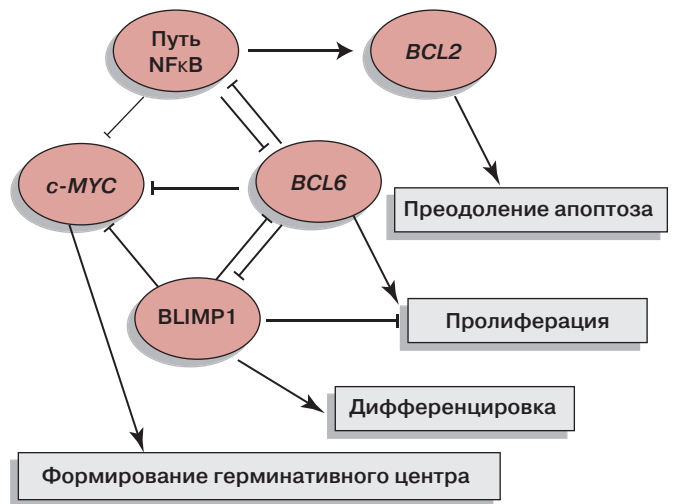 Путь
NFκB
BCL2
c-MYC
BCL6
Преодоление апоптоза
BLIMP1
Пролиферация
Дифференцировка
Формирование герминативного центра